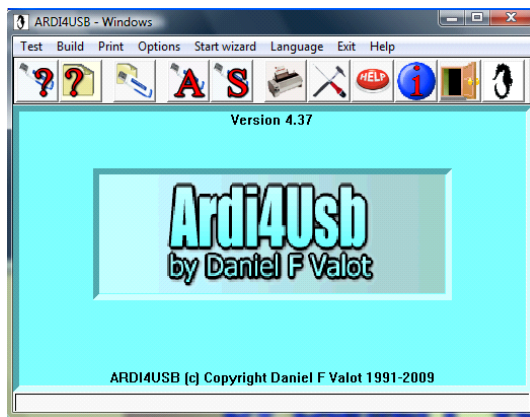 ARDI4USB - Windows
Test Build Print Options Start wizard Language Exit Help
? ? A S HELP i
Version 4.37
Ardi4Usb
by Daniel F Valot
ARDI4USB (c) Copyright Daniel F Valot 1991-2009